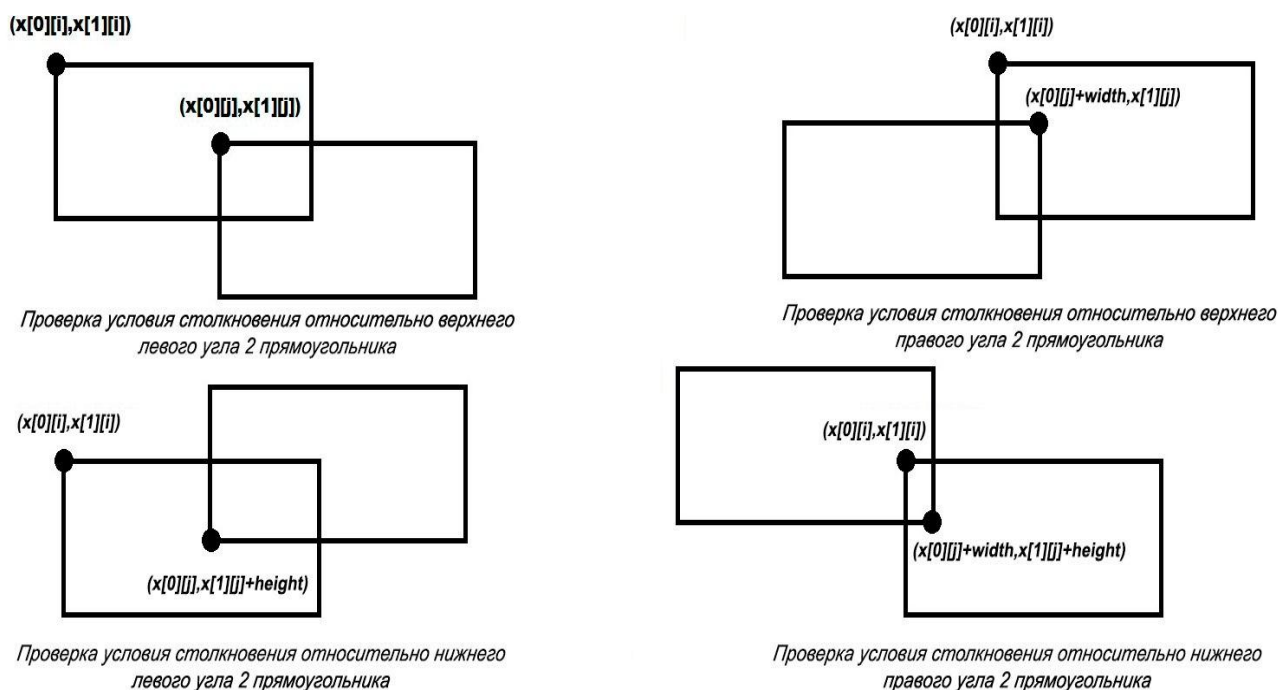 (x[0][i],x[1][i])
(x[0][j],x[1][j])
Проверка условия столкновения относительно верхнего
левого угла 2 прямоугольника
(x[0][i],x[1][i])
(x[0][j]+width,x[1][j])
Проверка условия столкновения относительно верхнего
правого угла 2 прямоугольника
(x[0][i],x[1][i])
(x[0][j],x[1][j]+height)
Проверка условия столкновения относительно нижнего
левого угла 2 прямоугольника
(x[0][i],x[1][i])
(x[0][j]+width,x[1][j]+height)
Проверка условия столкновения относительно нижнего
правого угла 2 прямоугольника